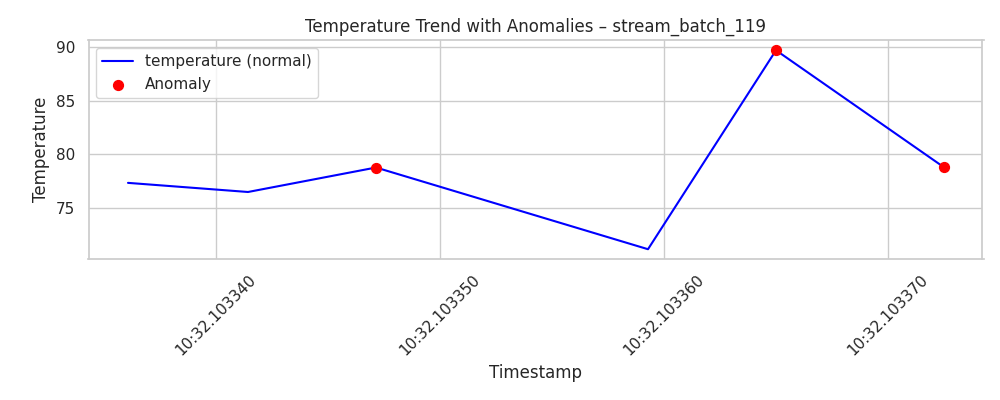 Temperature Trend with Anomalies – stream_batch_119
temperature (normal)
Anomaly
90
85
80
75
Temperature
10:32.103340
10:32.103350
10:32.103360
10:32.103370
Timestamp